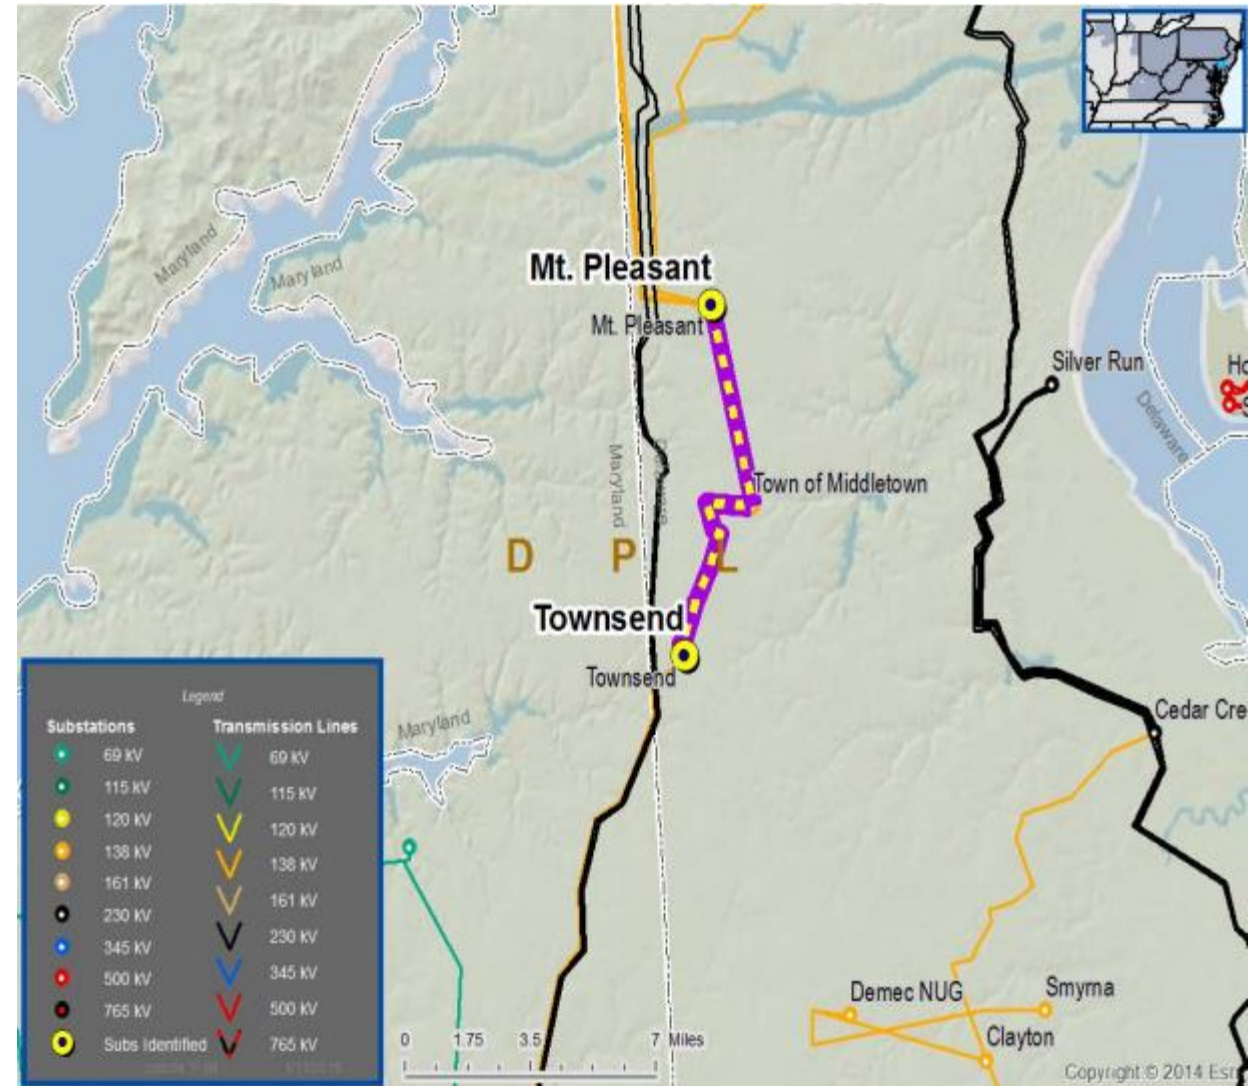 Mt. Pleasant
Mt. Pleasant
Maryland
Maryland
Silver Run
Delaware
Town of Middletown
Maryland
D P L
Townsend
Townsend
Maryland
Cedar Cre
Legend
Substations
69 kV
115 kV
120 kV
138 kV
161 kV
230 kV
345 kV
500 kV
765 kV
Subs Identified
Transmission Lines
69 kV
115 kV
120 kV
138 kV
161 kV
230 kV
345 kV
500 kV
765 kV
0 1.75 3.5 7 Miles
Demec NUG
Smyrna
Clayton
Copyright © 2014 Esr